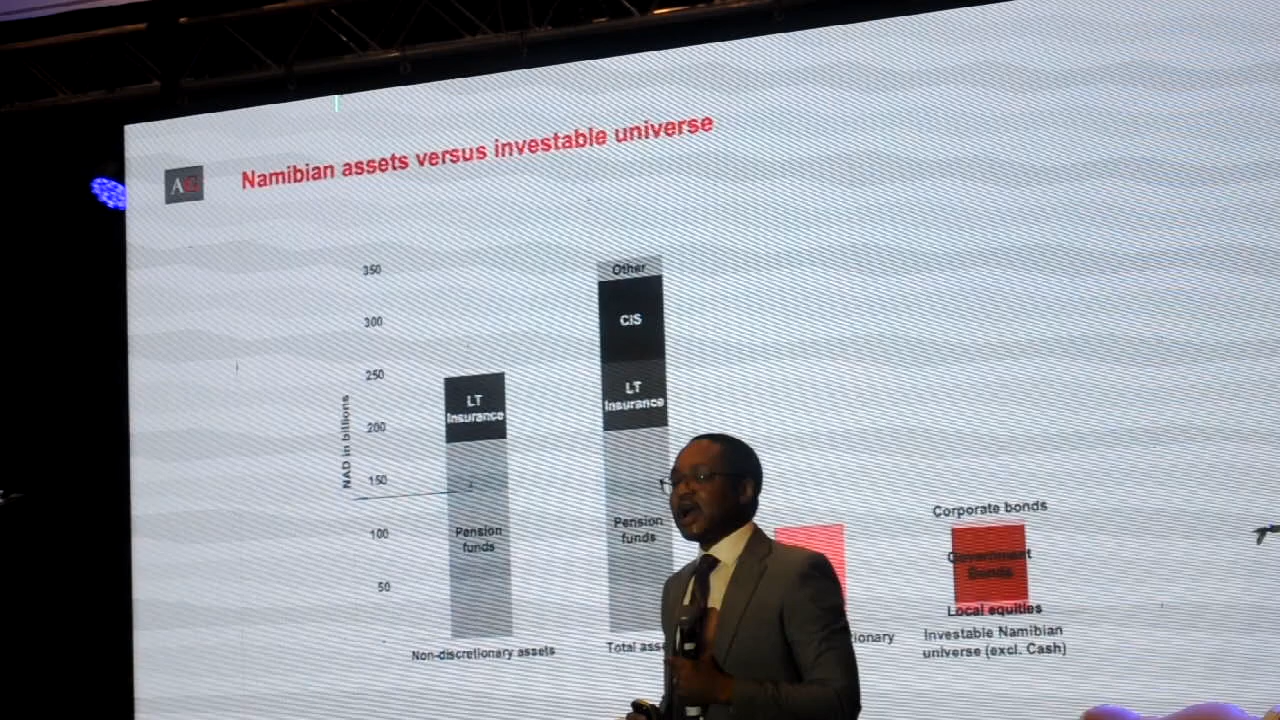 Namibian assets versus investable universe
A
350
300
250
200
150
100
50
NAD in billions
LT
Insurance
Pension
funds
Non-discretionary assets
Other
CIS
LT
Insurance
Pension
funds
Total
Corporate bonds
Government
Bonds
Local equities
Investable Namibian
universe (excl. Cash)